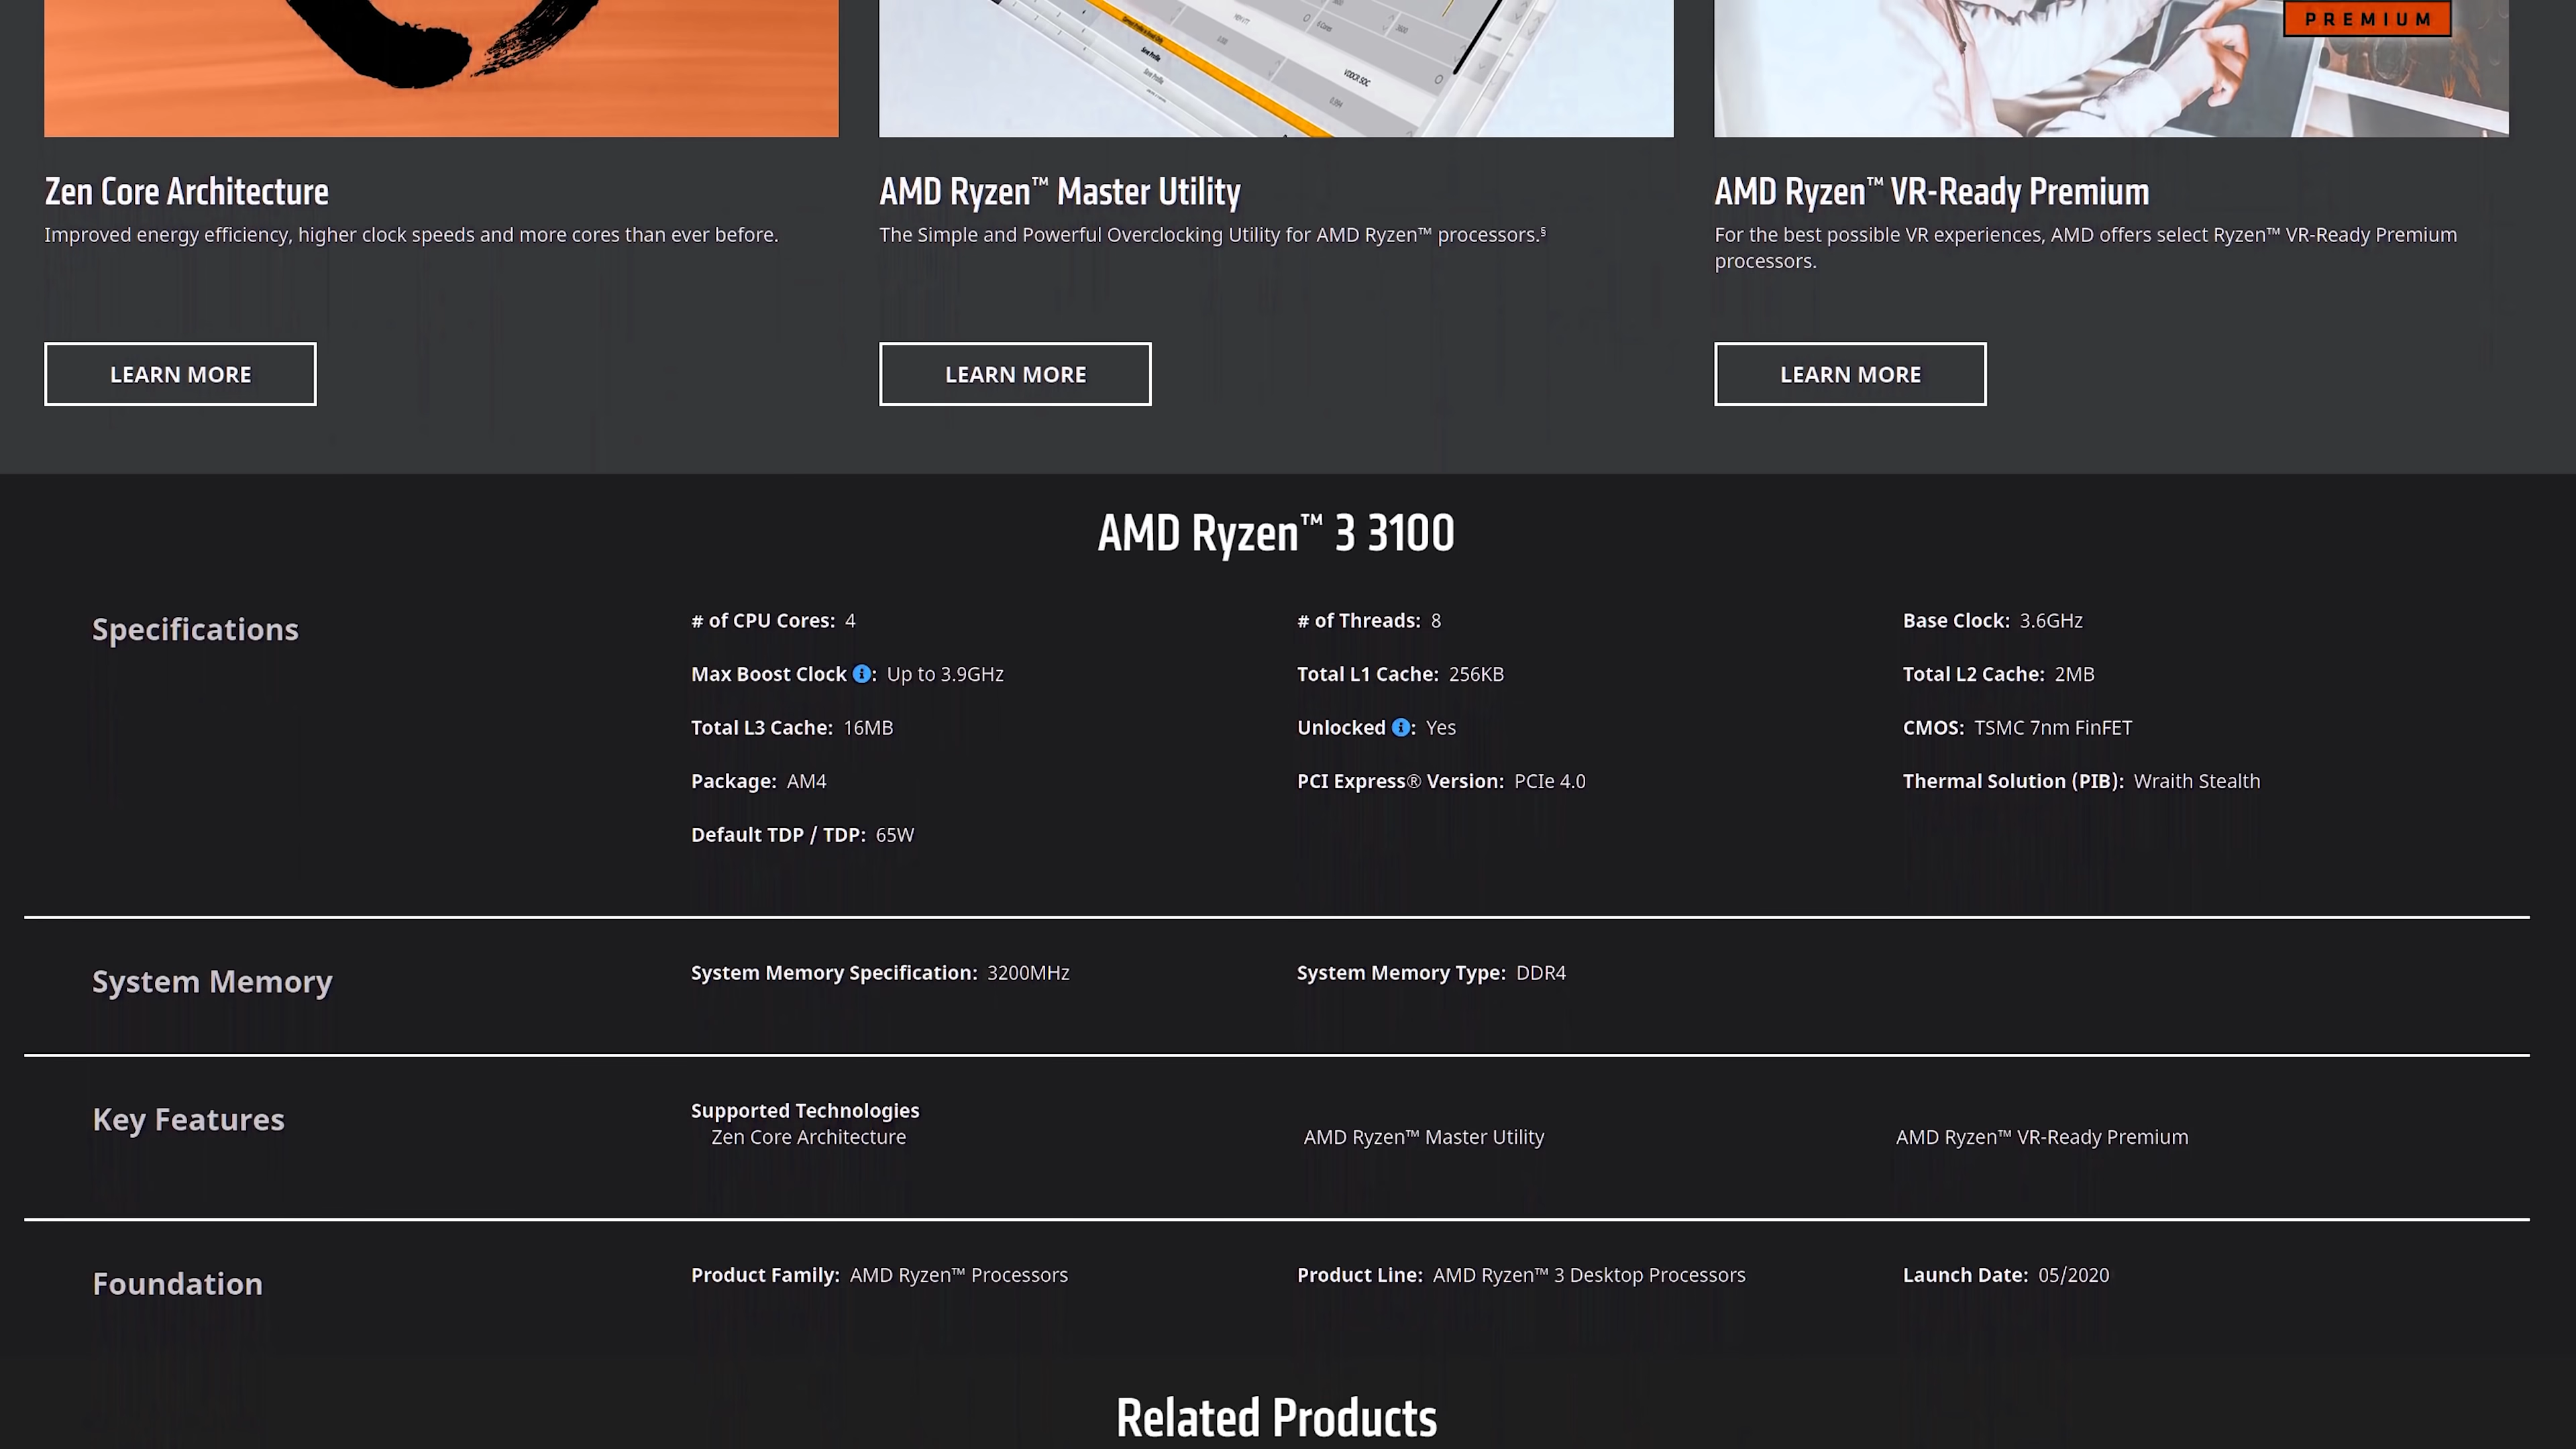 PREMIUM
Zen Core Architecture
Improved energy efficiency, higher clock speeds and more cores than ever before.
LEARN MORE
AMD Ryzen™ Master Utility
The Simple and Powerful Overclocking Utility for AMD Ryzen™ processors.§
LEARN MORE
AMD Ryzen™ VR-Ready Premium
For the best possible VR experiences, AMD offers select Ryzen™ VR-Ready Premium
processors.
LEARN MORE
AMD Ryzen™ 3 3100
Specifications
# of CPU Cores: 4
# of Threads: 8
Base Clock: 3.6GHz
Max Boost Clock : Up to 3.9GHz
Total L1 Cache: 256KB
Total L2 Cache: 2MB
Total L3 Cache: 16MB
Unlocked : Yes
CMOS: TSMC 7nm FinFET
Package: AM4
PCI Express® Version: PCIe 4.0
Thermal Solution (PIB): Wraith Stealth
Default TDP / TDP: 65W
System Memory
System Memory Specification: 3200MHz
System Memory Type: DDR4
Key Features
Supported Technologies
Zen Core Architecture
AMD Ryzen™ Master Utility
AMD Ryzen™ VR-Ready Premium
Foundation
Product Family: AMD Ryzen™ Processors
Product Line: AMD Ryzen™ 3 Desktop Processors
Launch Date: 05/2020
Related Products